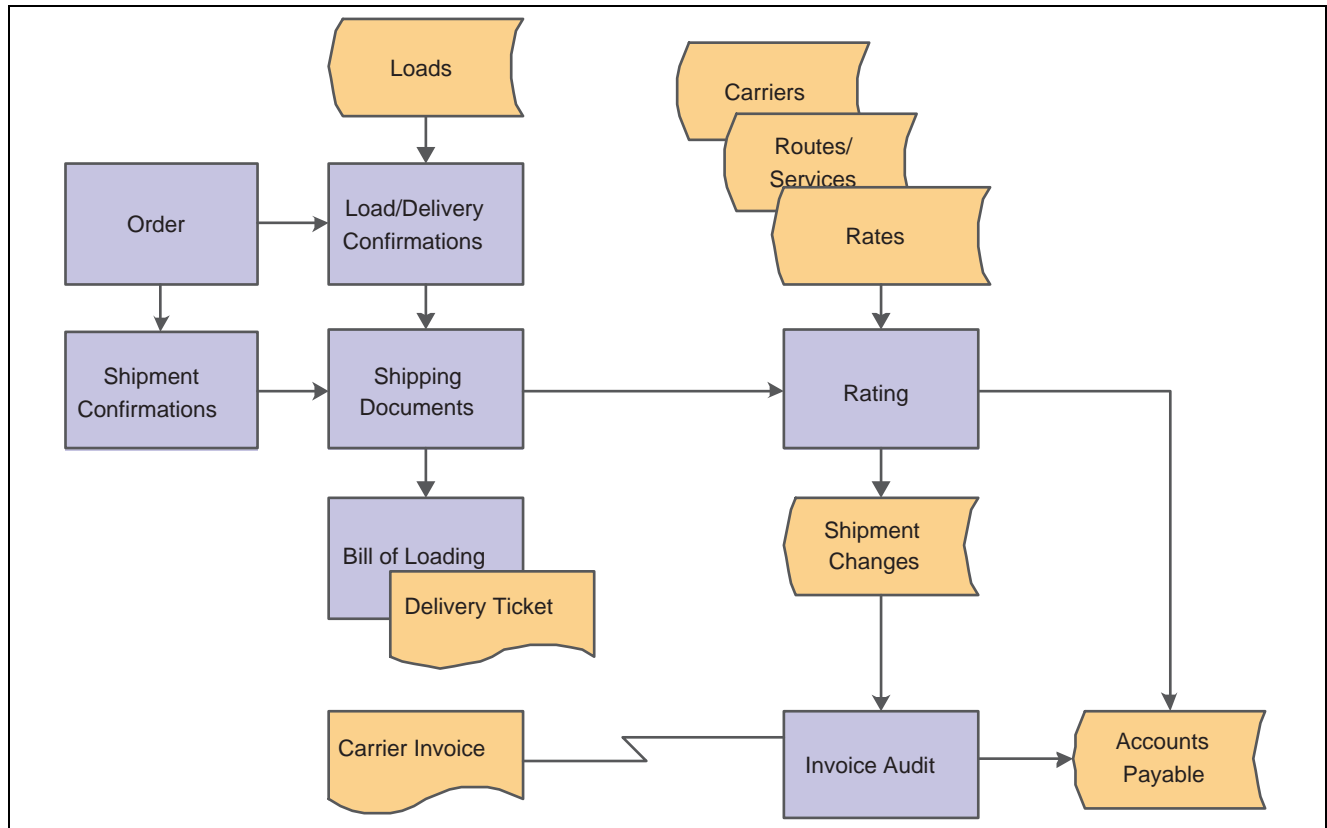 Loads
Carriers
Routes/
Services
Rates
Order
Load/Delivery
Confirmations
Shipment
Confirmations
Shipping
Documents
Rating
Bill of Loading
Delivery Ticket
Shipment
Changes
Carrier Invoice
Invoice Audit
Accounts
Payable